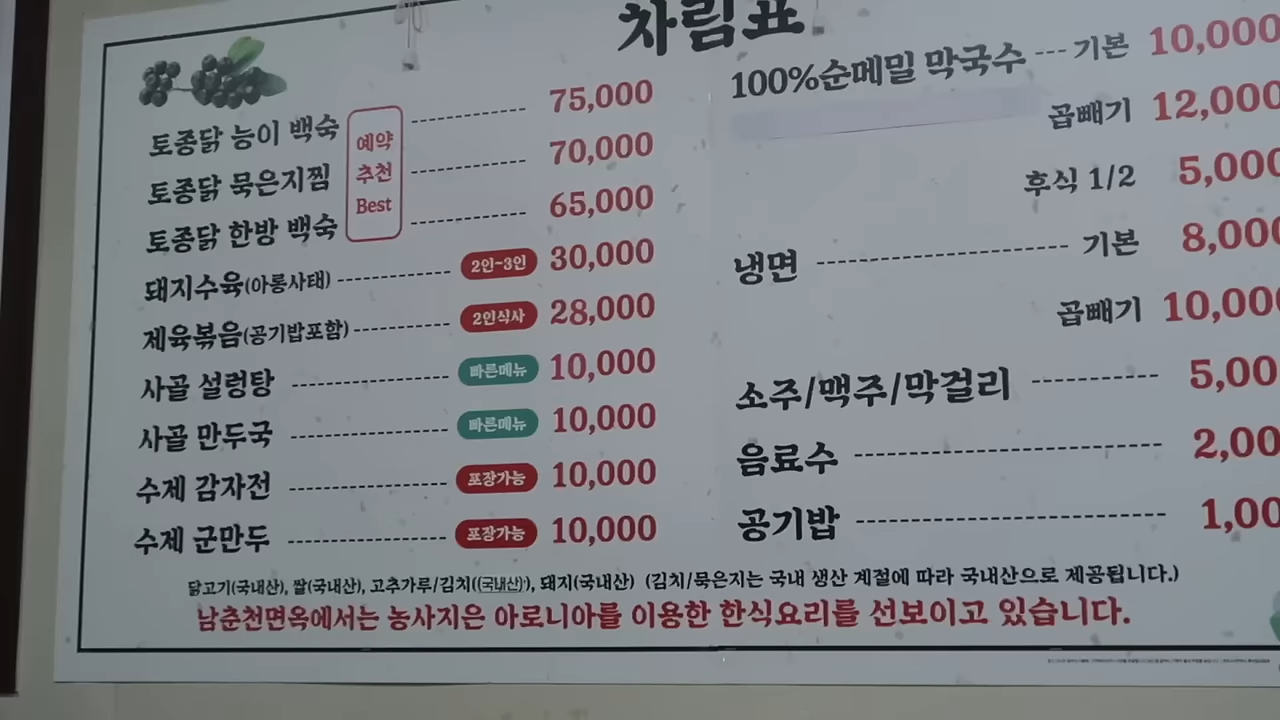 차림표
토종닭 능이 백숙 75,000
토종닭 묵은지찜 70,000
토종닭 한방 백숙 65,000
예약
추천
Best
돼지수육(아롱사태) 2인~3인 30,000
제육볶음(공기밥포함) 2인식사 28,000
사골 설렁탕 빠른메뉴 10,000
사골 만두국 빠른메뉴 10,000
수제 감자전 포장가능 10,000
수제 군만두 포장가능 10,000
100%순메밀 막국수 --- 기본 10,000
곱빼기 12,000
후식 1/2 5,000
냉면 기본 8,000
곱빼기 10,000
소주/맥주/막걸리 5,00
음료수 2,00
공기밥 1,00
닭고기(국내산), 쌀(국내산), 고추가루/김치((국내산)'), 돼지(국내산) (김치/묵은지는 국내 생산 계절에 따라 국내산으로 제공됩니다.)
남춘천면옥에서는 농사지은 아로니아를 이용한 한식요리를 선보이고 있습니다.